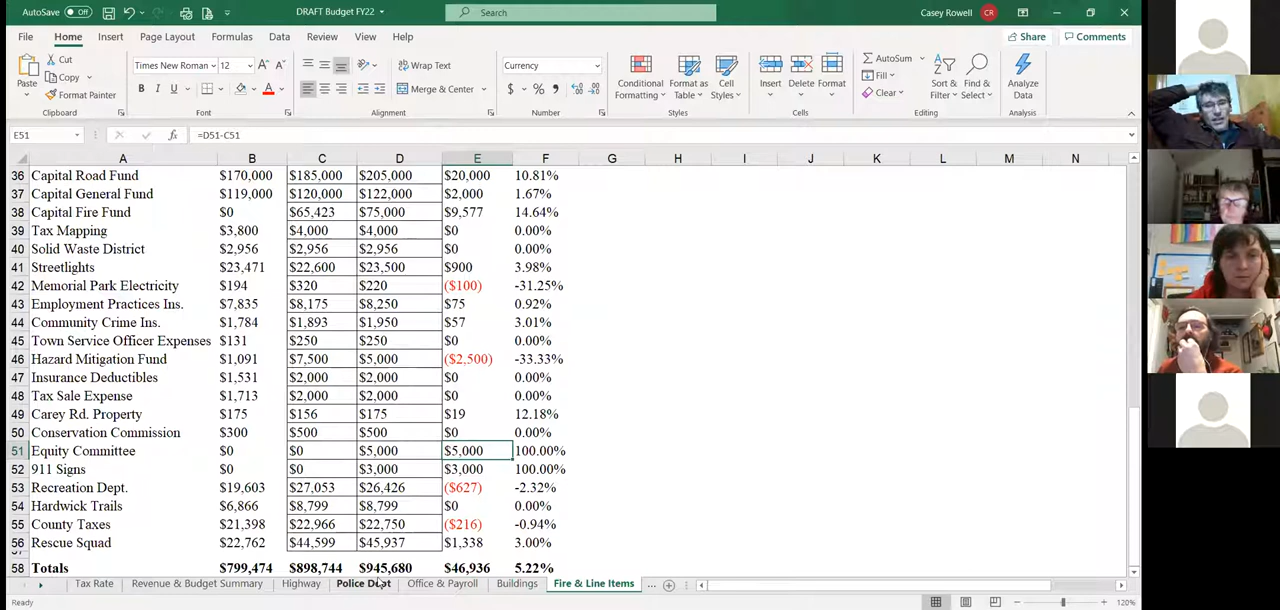 AutoSave Off DRAFT Budget FY22 Search Casey Rowell CR
File Home Insert Page Layout Formulas Data Review View Help Share Comments
Paste Cut Copy Format Painter Clipboard
Times New Roman 12 B I U A Font
Wrap Text Merge & Center Alignment
Currency $ % Number
Conditional Formatting Format as Table Cell Styles Styles
Insert Delete Format Cells
AutoSum Fill Clear Sort & Filter Find & Select Editing
Analyze Data Analysis
E51 fx =D51-C51
A B C D E F G H I J K L M N
36 Capital Road Fund $170,000 $185,000 $205,000 $20,000 10.81%
37 Capital General Fund $119,000 $120,000 $122,000 $2,000 1.67%
38 Capital Fire Fund $0 $65,423 $75,000 $9,577 14.64%
39 Tax Mapping $3,800 $4,000 $4,000 $0 0.00%
40 Solid Waste District $2,956 $2,956 $2,956 $0 0.00%
41 Streetlights $23,471 $22,600 $23,500 $900 3.98%
42 Memorial Park Electricity $194 $320 $220 ($100) -31.25%
43 Employment Practices Ins. $7,835 $8,175 $8,250 $75 0.92%
44 Community Crime Ins. $1,784 $1,893 $1,950 $57 3.01%
45 Town Service Officer Expenses $131 $250 $250 $0 0.00%
46 Hazard Mitigation Fund $1,091 $7,500 $5,000 ($2,500) -33.33%
47 Insurance Deductibles $1,531 $2,000 $2,000 $0 0.00%
48 Tax Sale Expense $1,713 $2,000 $2,000 $0 0.00%
49 Carey Rd. Property $175 $156 $175 $19 12.18%
50 Conservation Commission $300 $500 $500 $0 0.00%
51 Equity Committee $0 $0 $5,000 $5,000 100.00%
52 911 Signs $0 $0 $3,000 $3,000 100.00%
53 Recreation Dept. $19,603 $27,053 $26,426 ($627) -2.32%
54 Hardwick Trails $6,866 $8,799 $8,799 $0 0.00%
55 County Taxes $21,398 $22,966 $22,750 ($216) -0.94%
56 Rescue Squad $22,762 $44,599 $45,937 $1,338 3.00%
58 Totals $799,474 $898,744 $945,680 $46,936 5.22%
Tax Rate Revenue & Budget Summary Highway Police Dept Office & Payroll Buildings Fire & Line Items ...
Ready 120%